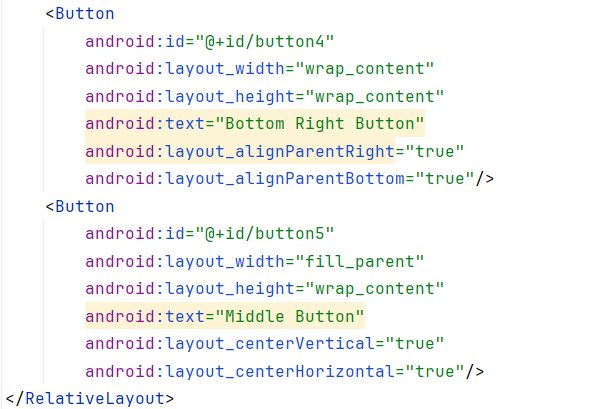 <Button
android:id="@+id/button4"
android:layout_width="wrap_content"
android:layout_height="wrap_content"
android:text="Bottom Right Button"
android:layout_alignParentRight="true"
android:layout_alignParentBottom="true"/>
<Button
android:id="@+id/button5"
android:layout_width="fill_parent"
android:layout_height="wrap_content"
android:text="Middle Button"
android:layout_centerVertical="true"
android:layout_centerHorizontal="true"/>
</RelativeLayout>